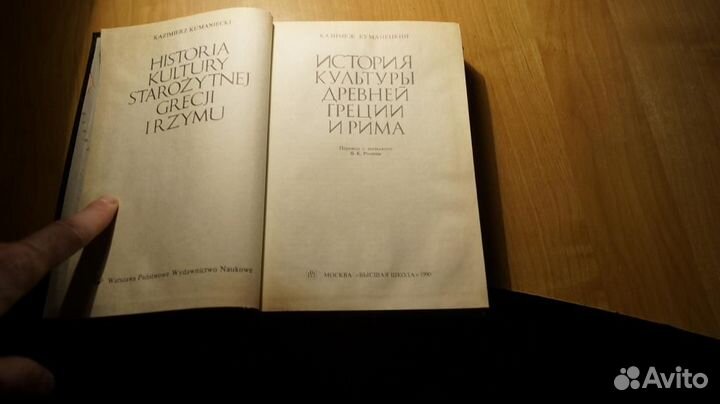 KAZIMIERZ KUMANIECKI
HISTORIA
KULTURY
STAROŻYTNEJ
GRECJI
I RZYMU
Warszawa Państwowe Wydawnictwo Naukowe
КАЗИМЕЖ КУМАНЕЦКИЙ
ИСТОРИЯ
КУЛЬТУРЫ
ДРЕВНЕЙ
ГРЕЦИИ
И РИМА
Перевод с польского
В. К. Ронина
МОСКВА «ВЫСШАЯ ШКОЛА» 1990
Avito